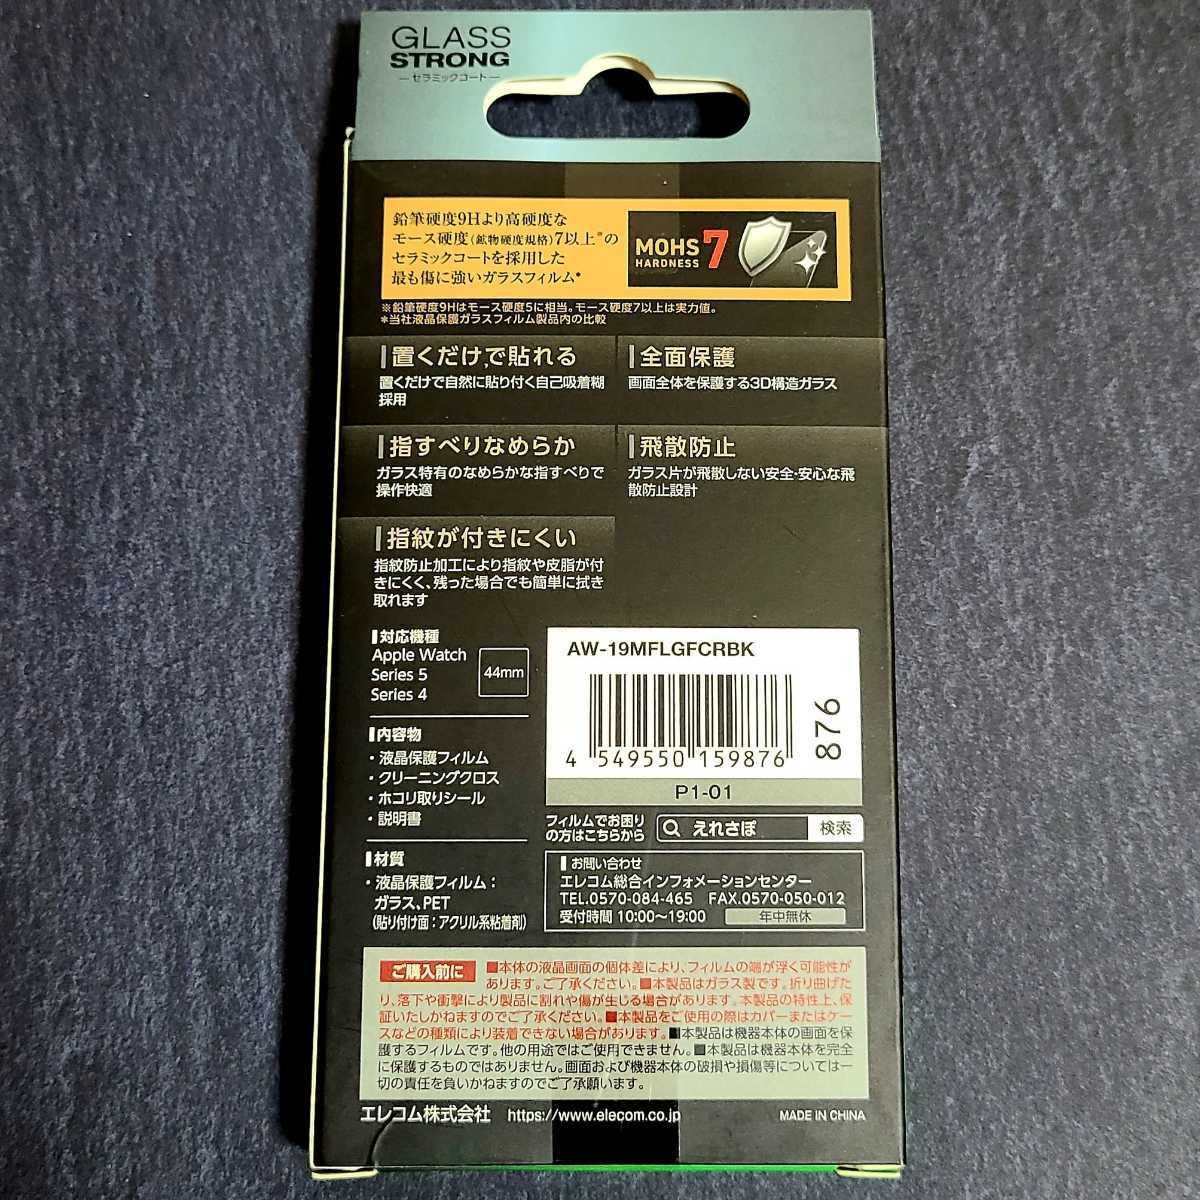 GLASS
STRONG
セラミックコート
鉛筆硬度9Hより高硬度な
モース硬度(鉱物硬度規格)7以上※の
セラミックコートを採用した
最も傷に強いガラスフィルム*
MOHS 7
HARDNESS
※鉛筆硬度9Hはモース硬度5に相当。モース硬度7以上は実力値。
*当社液晶保護ガラスフィルム製品内の比較
置くだけで貼れる
置くだけで自然に貼り付く自己吸着糊
採用
全面保護
画面全体を保護する3D構造ガラス
指すべりなめらか
ガラス特有のなめらかな指すべりで
操作快適
飛散防止
ガラス片が飛散しない安全・安心な飛
散防止設計
指紋が付きにくい
指紋防止加工により指紋や皮脂が付
きにくく、残った場合でも簡単に拭き
取れます
対応機種
Apple Watch
Series 5
Series 4
44mm
内容物
・液晶保護フィルム
・クリーニングクロス
・ホコリ取りシール
・説明書
材質
・液晶保護フィルム：
ガラス、PET
(貼り付け面：アクリル系粘着剤)
AW-19MFLGFCRBK
4 549550 159876
876
P1-01
フィルムでお困り
の方はこちらから
えれさぽ 検索
お問い合わせ
エレコム総合インフォメーションセンター
TEL.0570-084-465 FAX.0570-050-012
受付時間 10:00～19:00 年中無休
ご購入前に ■本体の液晶画面の個体差により、フィルムの端が浮く可能性が
あります。ご了承ください。■本製品はガラス製です。折り曲げた
り、落下や衝撃により製品に割れや傷が生じる場合があります。本製品の特性上、保
証いたしかねますのでご了承ください。■本製品をご使用の際はカバーまたはケー
スなどの種類により装着できない場合があります。■本製品は機器本体の画面を保
護するフィルムです。他の用途ではご使用できません。■本製品は機器本体を完全
に保護するものではありません。画面および機器本体の破損や損傷等については一
切の責任を負いかねますのでご了承願います。
エレコム株式会社 https://www.elecom.co.jp MADE IN CHINA